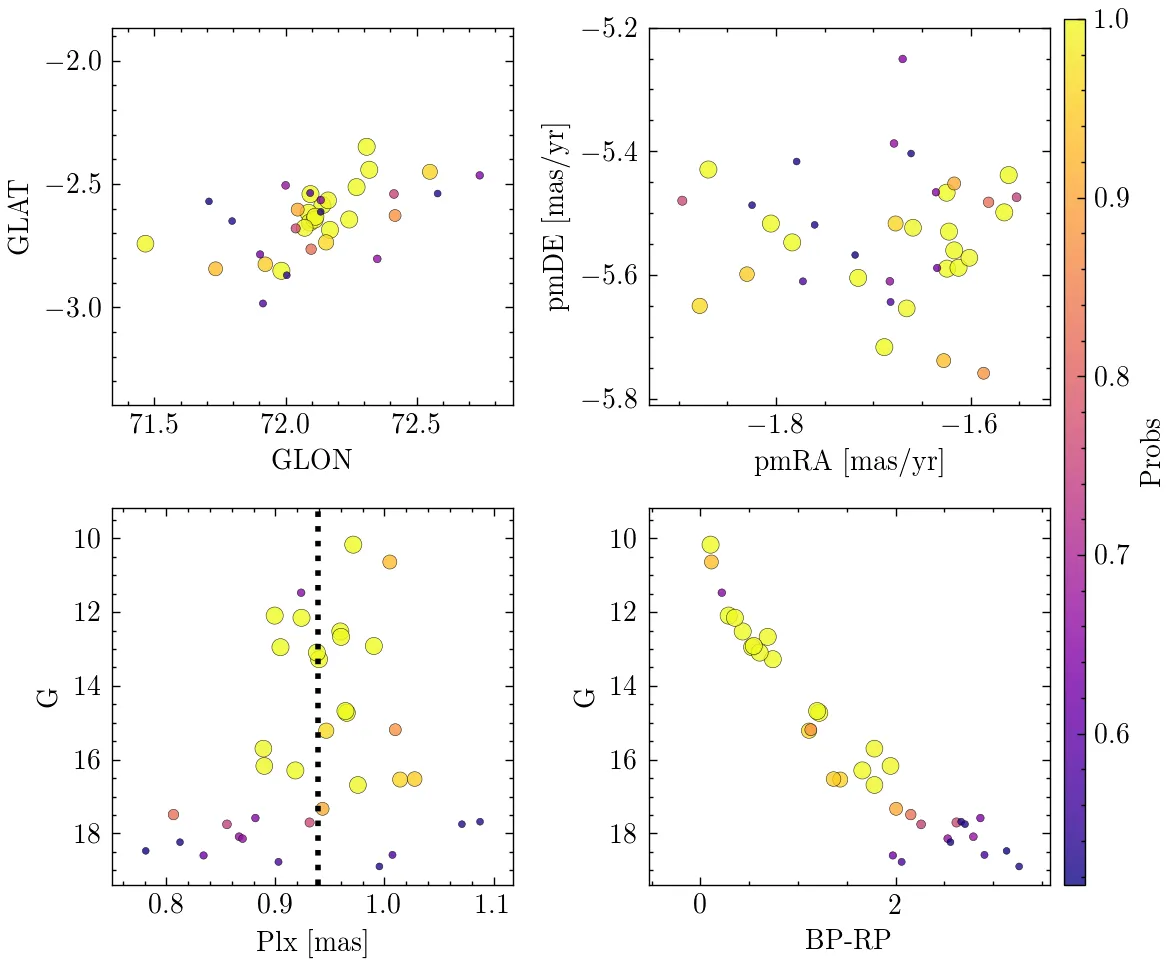 −2.0
−2.5
−3.0
GLAT
71.5 72.0 72.5
GLON
−5.2
−5.4
−5.6
−5.8
pmDE [mas/yr]
−1.8 −1.6
pmRA [mas/yr]
10
12
14
16
18
G
0.8 0.9 1.0 1.1
Plx [mas]
10
12
14
16
18
G
0 2
BP-RP
1.0
0.9
0.8
0.7
0.6
Probs